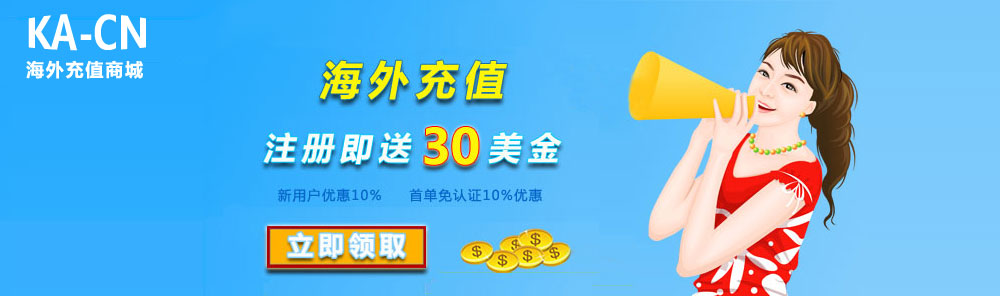 KA-CN
海外充值商城
海外充值
注册即送30美金
新用户优惠10% 首单免认证10%优惠
立即领取
$ $ $ $ $ $